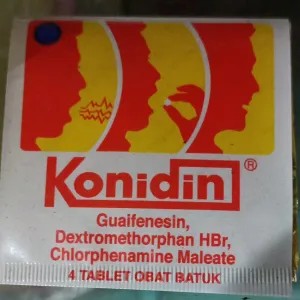 Konidin®
Guaifenesin,
Dextromethorphan HBr,
Chlorphenamine Maleate
4 TABLET OBAT BATUK